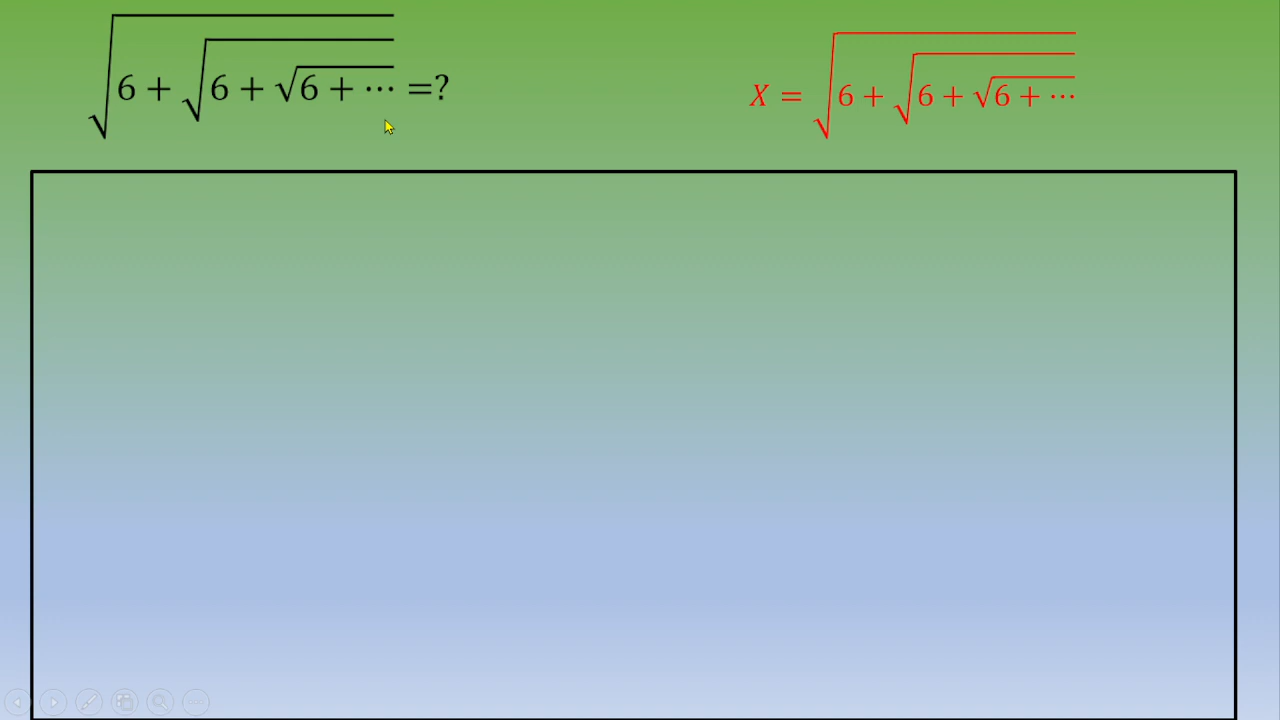 √(6 + √(6 + √(6 + ⋯ =?
X = √(6 + √(6 + √(6 + ⋯